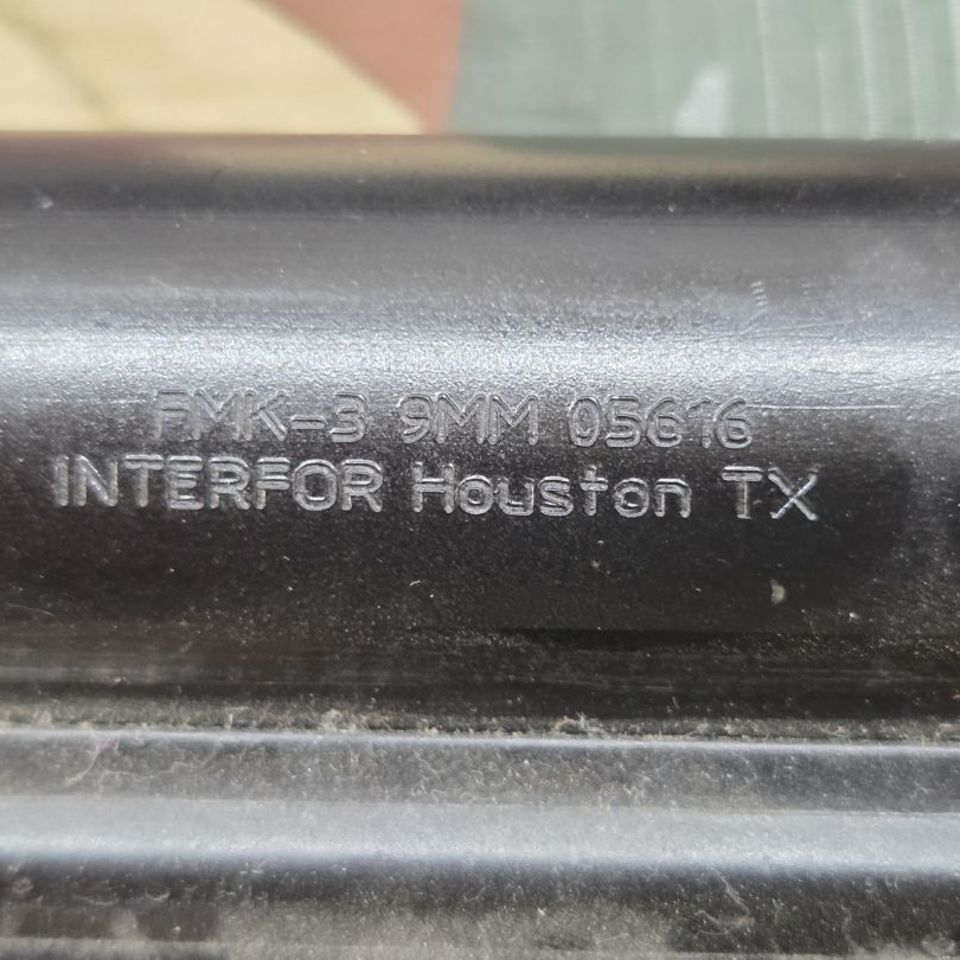 FMK-3 9MM 05616
INTERFOR Houston TX